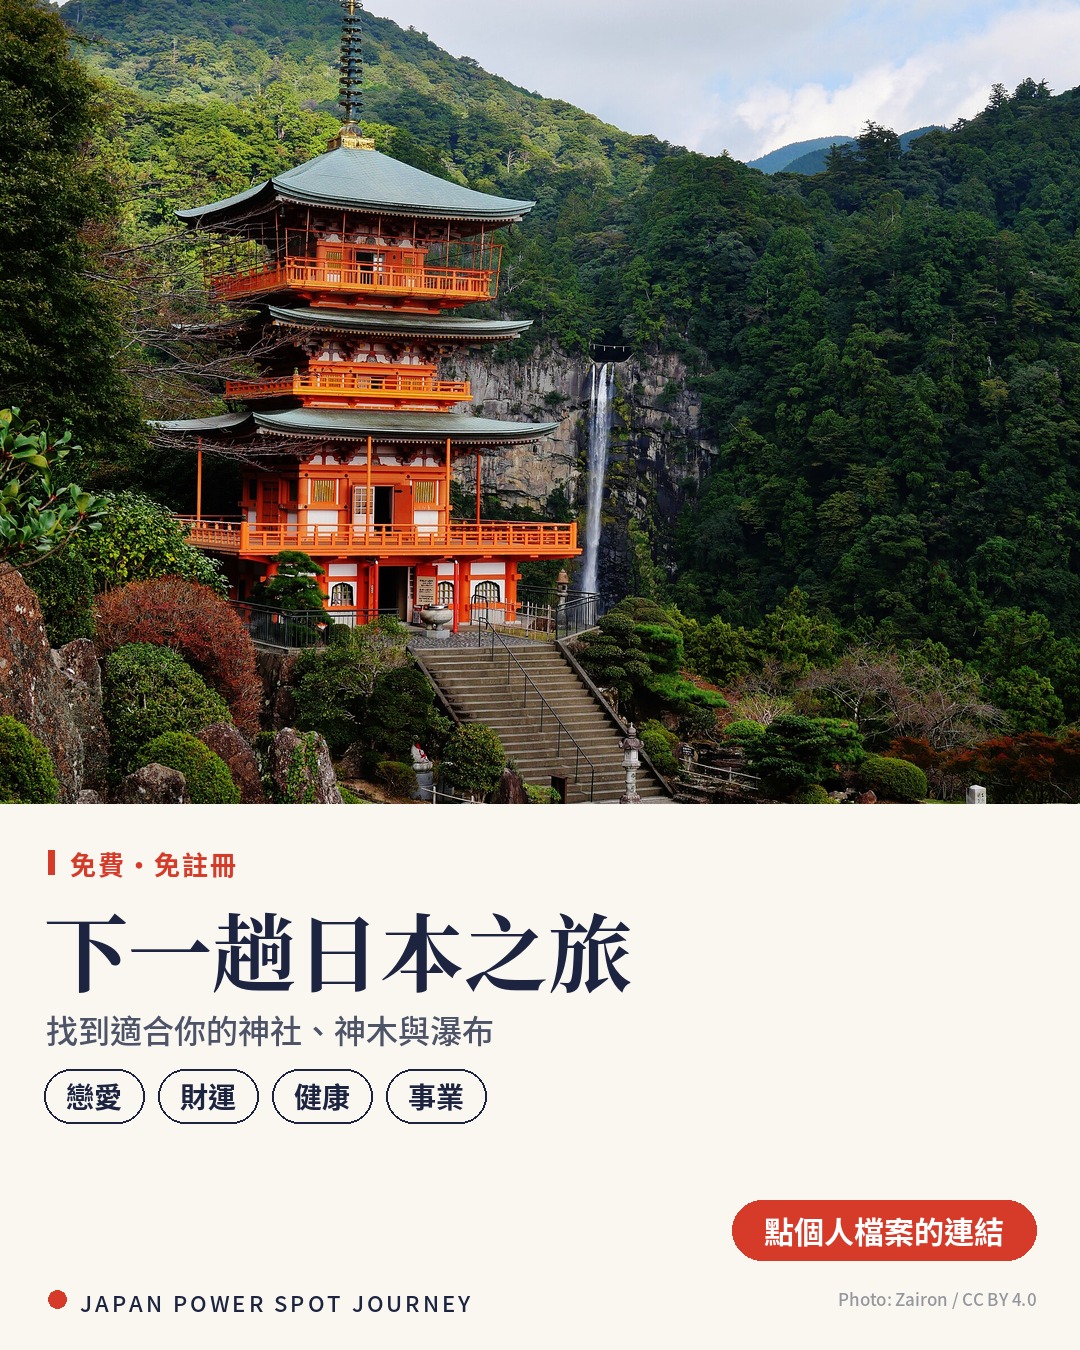 免費・免註冊
下一趟日本之旅
找到適合你的神社、神木與瀑布
戀愛 財運 健康 事業
點個人檔案的連結
JAPAN POWER SPOT JOURNEY
Photo: Zairon / CC BY 4.0